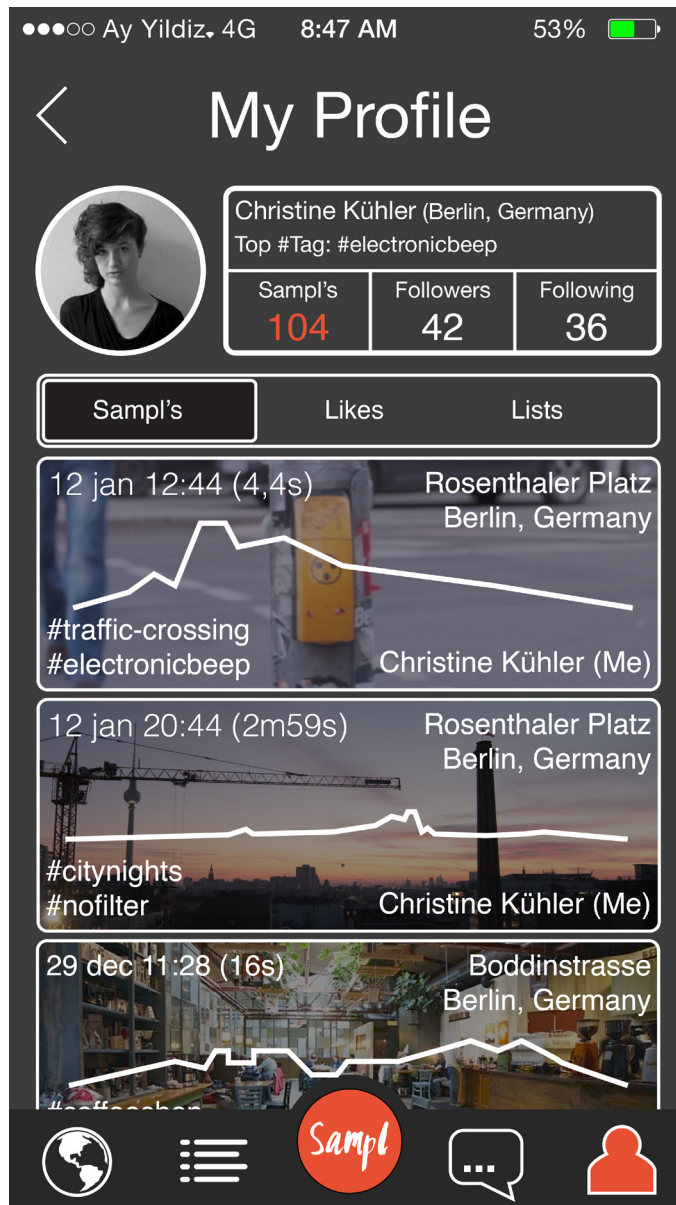 Ay Yildiz 4G 8:47 AM 53%
My Profile
Christine Kühler (Berlin, Germany)
Top #Tag: #electronicbeep
Sampl's Followers Following
104 42 36
Sampl's Likes Lists
12 jan 12:44 (4,4s) Rosenthaler Platz
Berlin, Germany
#traffic-crossing
#electronicbeep Christine Kühler (Me)
12 jan 20:44 (2m59s) Rosenthaler Platz
Berlin, Germany
#citynights
#nofilter Christine Kühler (Me)
29 dec 11:28 (16s) Boddinstrasse
Berlin, Germany
#coffeeshop
Sampl
...